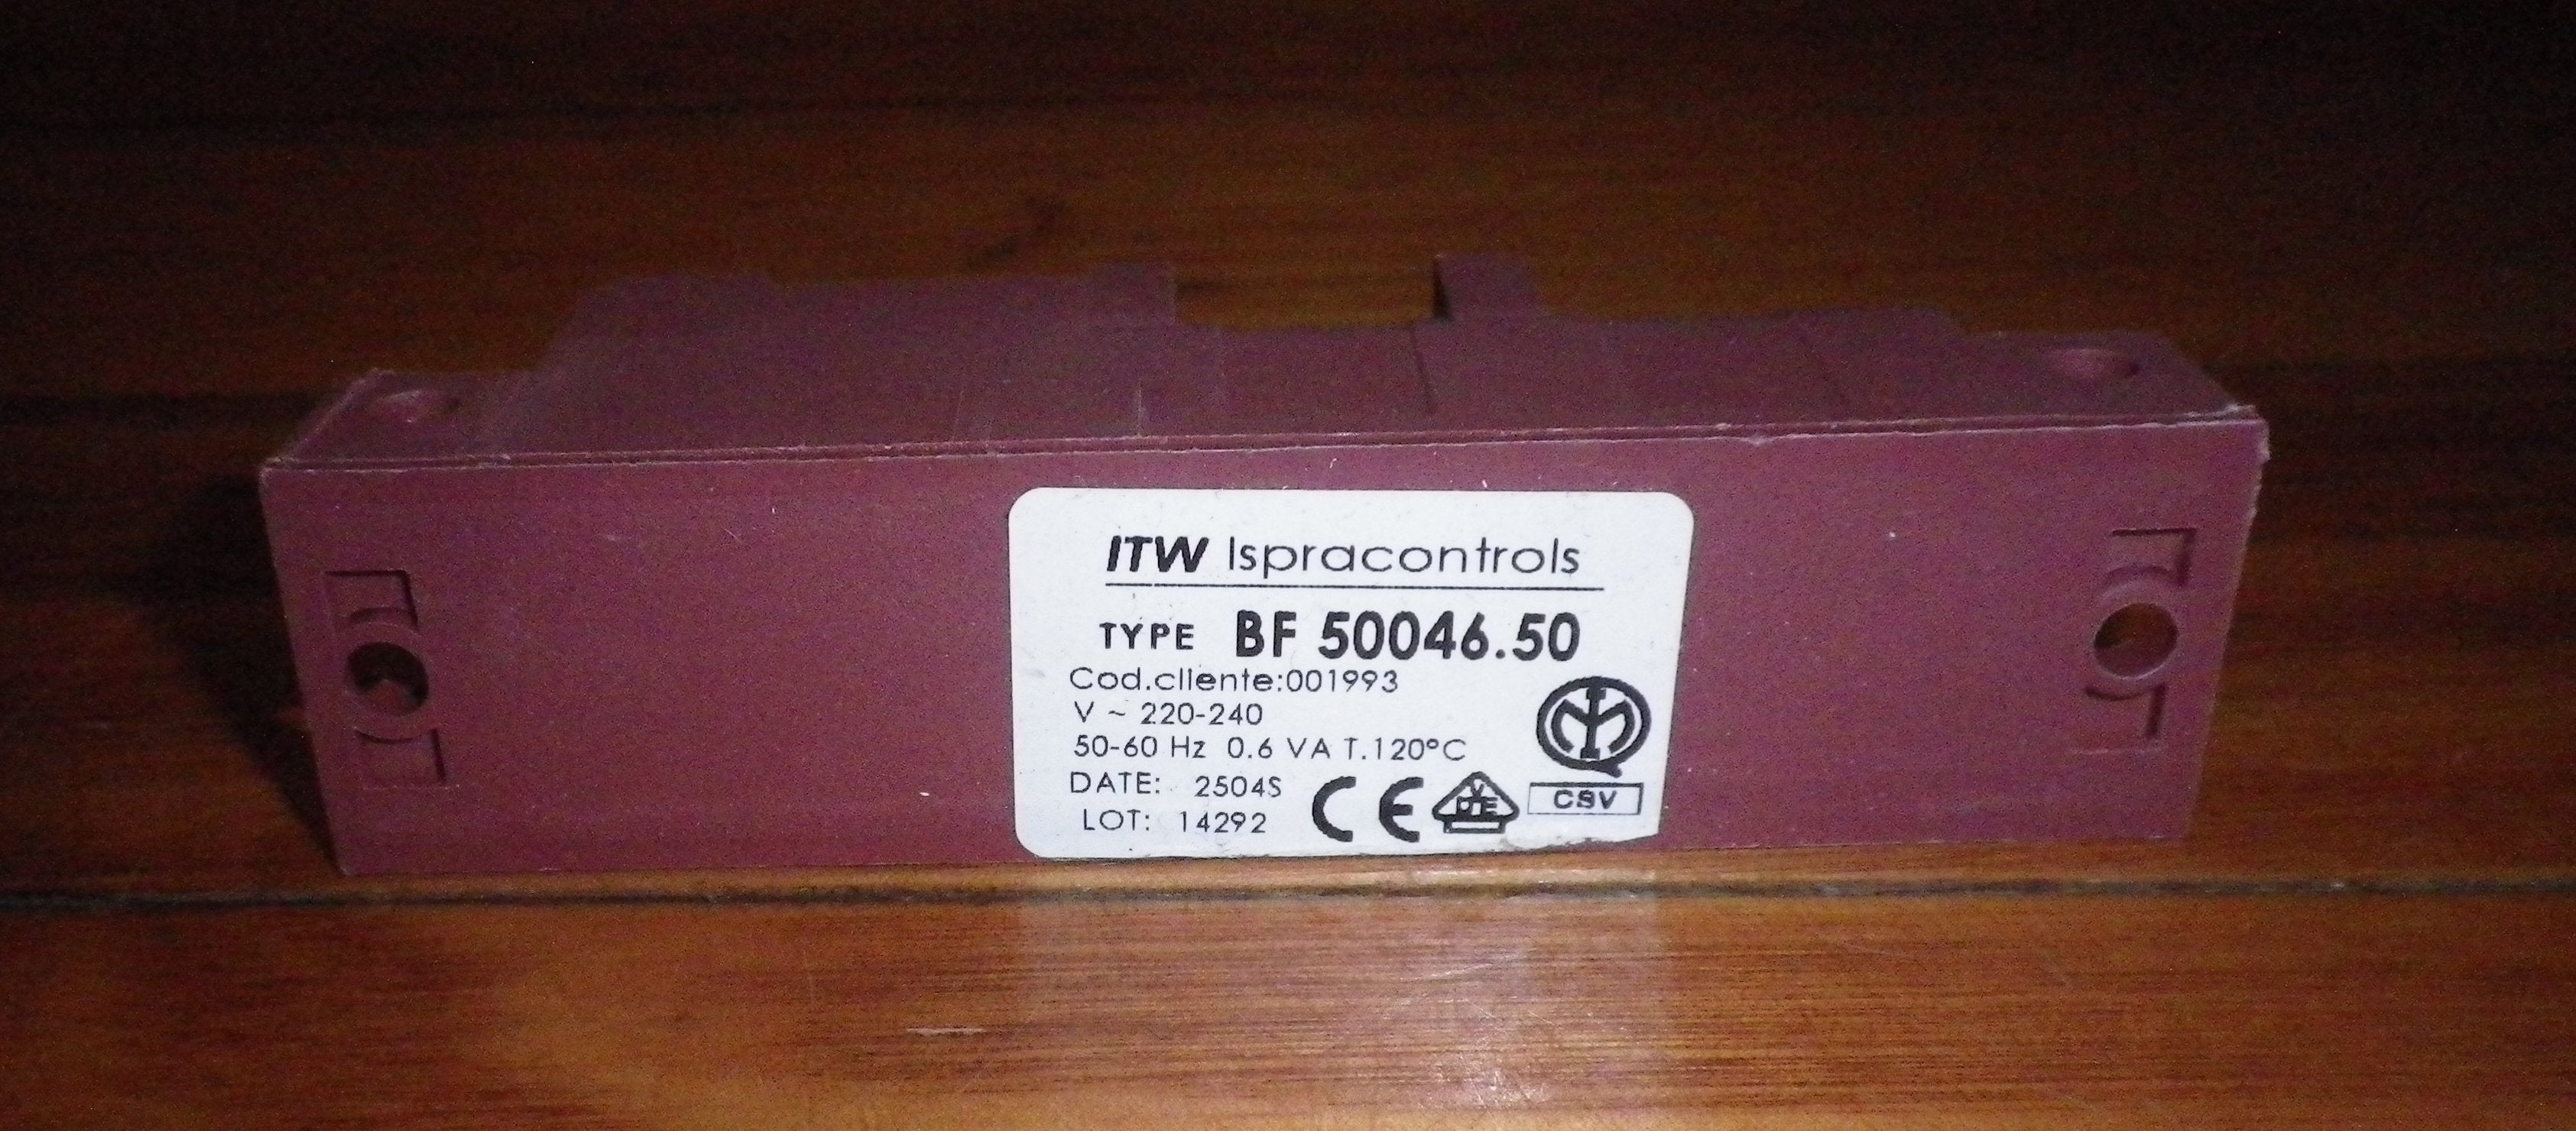 ITW Ispracontrols
TYPE BF 50046.50
Cod.cliente:001993
V ~ 220-240
50-60 Hz 0.6 VA T.120°C
DATE: 2504S
LOT: 14292
CE
VDE
CSV